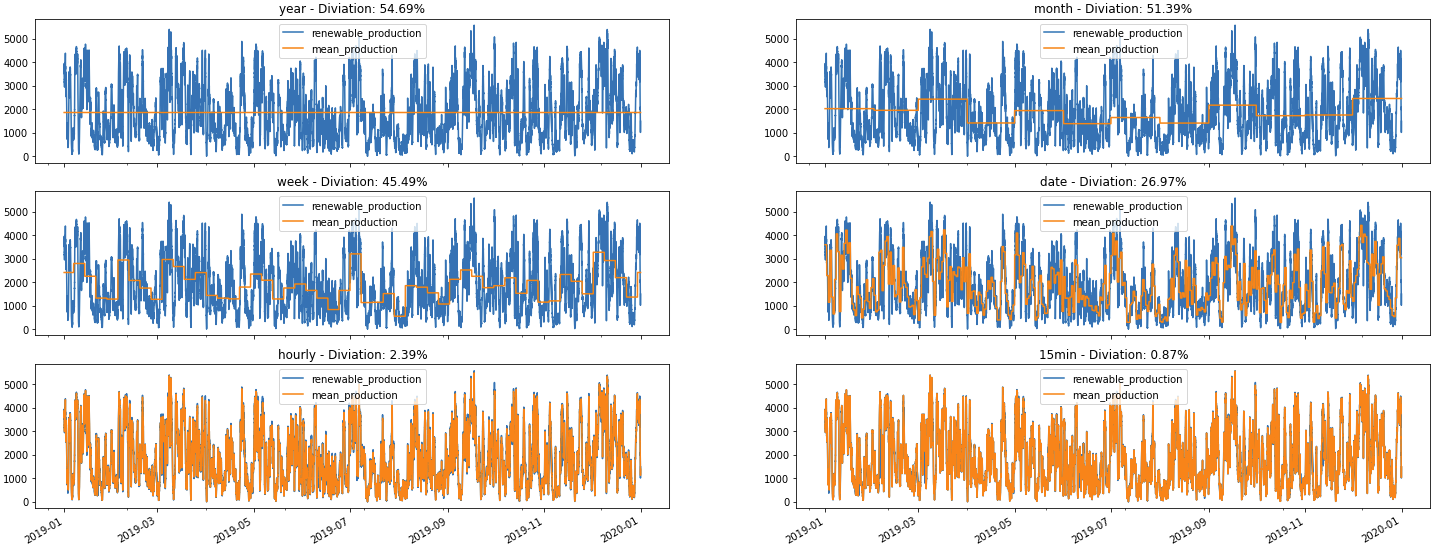 year - Diviation: 54.69%
5000
4000
3000
2000
1000
0
renewable_production
mean_production
month - Diviation: 51.39%
5000
4000
3000
2000
1000
0
renewable_production
mean_production
week - Diviation: 45.49%
5000
4000
3000
2000
1000
0
renewable_production
mean_production
date - Diviation: 26.97%
5000
4000
3000
2000
1000
0
renewable_production
mean_production
hourly - Diviation: 2.39%
5000
4000
3000
2000
1000
0
renewable_production
mean_production
2019-01
2019-03
2019-05
2019-07
2019-09
2019-11
2020-01
15min - Diviation: 0.87%
5000
4000
3000
2000
1000
0
renewable_production
mean_production
2019-01
2019-03
2019-05
2019-07
2019-09
2019-11
2020-01